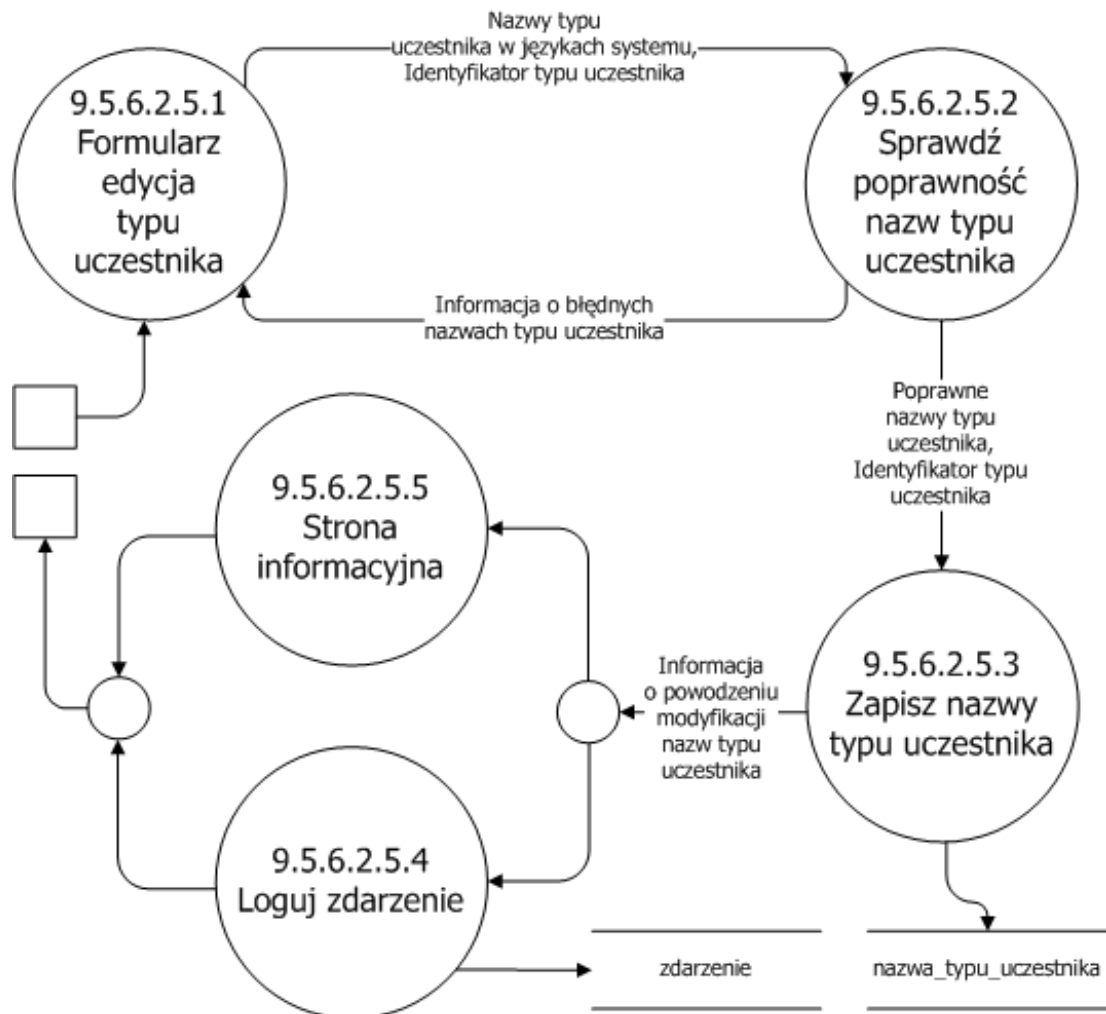 Nazwy typu
uczestnika w językach systemu,
Identyfikator typu uczestnika
9.5.6.2.5.1
Formularz
edycja
typu
uczestnika
9.5.6.2.5.2
Sprawdź
poprawność
nazw typu
uczestnika
Informacja o błędnych
nazwach typu uczestnika
Poprawne
nazwy typu
uczestnika,
Identyfikator typu
uczestnika
9.5.6.2.5.5
Strona
informacyjna
9.5.6.2.5.3
Zapisz nazwy
typu uczestnika
Informacja
o powodzeniu
modyfikacji
nazw typu
uczestnika
9.5.6.2.5.4
Loguj zdarzenie
zdarzenie
nazwa_typu_uczestnika